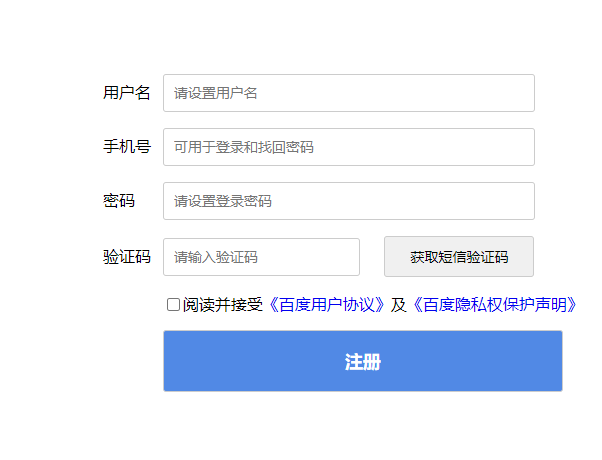 用户名 请设置用户名
手机号 可用于登录和找回密码
密码 请设置登录密码
验证码 请输入验证码 获取短信验证码
阅读并接受《百度用户协议》及《百度隐私权保护声明》
注册